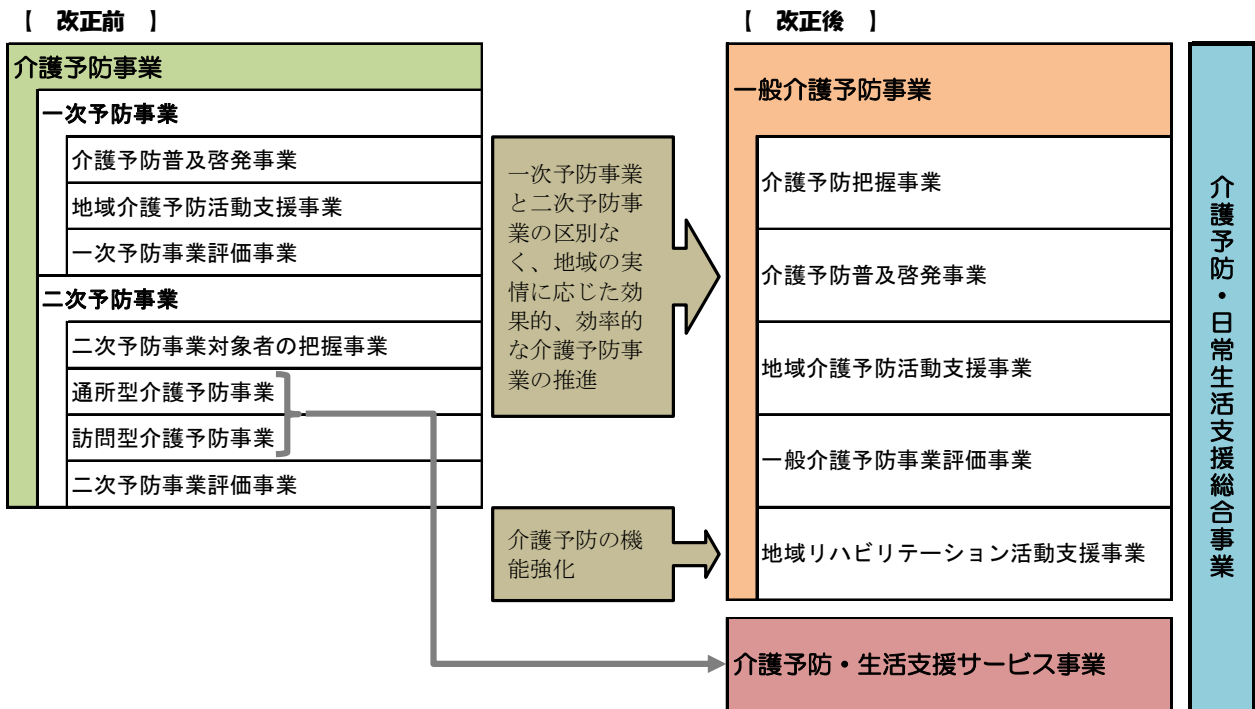 【 改正前 】
介護予防事業
一次予防事業
介護予防普及啓発事業
地域介護予防活動支援事業
一次予防事業評価事業
二次予防事業
二次予防事業対象者の把握事業
通所型介護予防事業
訪問型介護予防事業
二次予防事業評価事業
一次予防事業
と二次予防事
業の区別な
く、地域の実
情に応じた効
果的、効率的
な介護予防事
業の推進
介護予防の機
能強化
【 改正後 】
一般介護予防事業
介護予防把握事業
介護予防普及啓発事業
地域介護予防活動支援事業
一般介護予防事業評価事業
地域リハビリテーション活動支援事業
介護予防・生活支援サービス事業
介護予防・日常生活支援総合事業